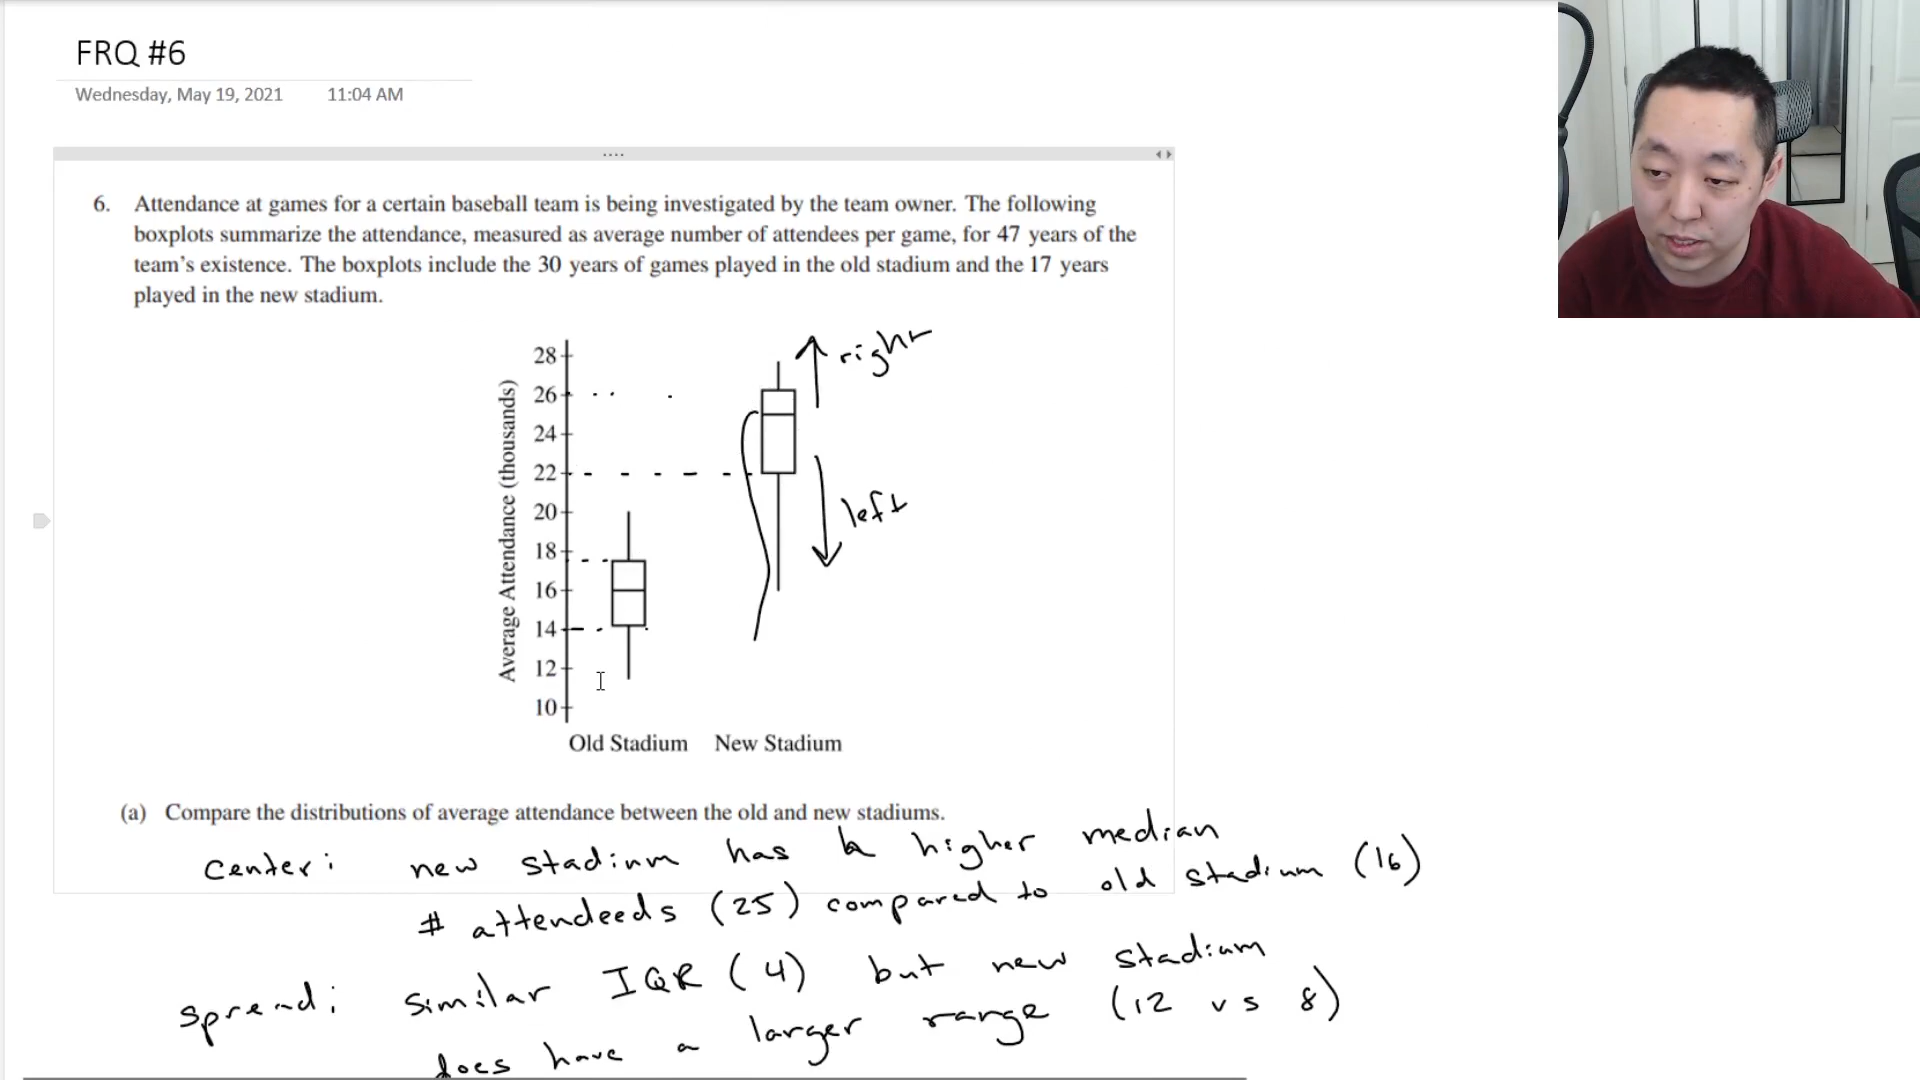 FRQ #6
Wednesday, May 19, 2021 11:04 AM
6. Attendance at games for a certain baseball team is being investigated by the team owner. The following
boxplots summarize the attendance, measured as average number of attendees per game, for 47 years of the
team's existence. The boxplots include the 30 years of games played in the old stadium and the 17 years
played in the new stadium.
Average Attendance (thousands)
28
26
24
22
20
18
16
14
12
10
right
left
Old Stadium New Stadium
(a) Compare the distributions of average attendance between the old and new stadiums.
center: new stadium has a higher median
# attendeeds (25) compared to old stadium (16)
spread: similar IQR (4) but new stadium
does have a larger range (12 vs 8)